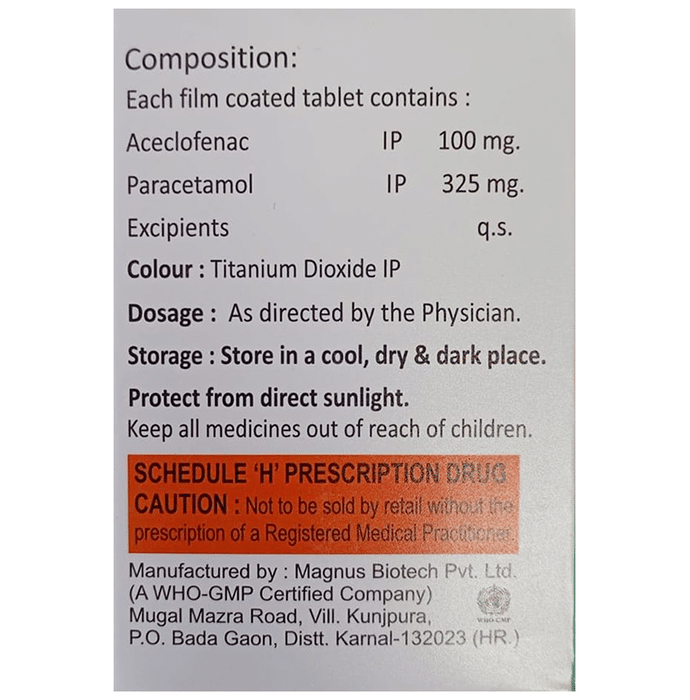 Composition:
Each film coated tablet contains :
Aceclofenac IP 100 mg.
Paracetamol IP 325 mg.
Excipients q.s.
Colour : Titanium Dioxide IP
Dosage : As directed by the Physician.
Storage : Store in a cool, dry & dark place.
Protect from direct sunlight.
Keep all medicines out of reach of children.
SCHEDULE 'H' PRESCRIPTION DRUG
CAUTION : Not to be sold by retail without the
prescription of a Registered Medical Practitioner.
Manufactured by : Magnus Biotech Pvt. Ltd.
(A WHO-GMP Certified Company)
Mugal Mazra Road, Vill. Kunjpura,
WHO-GMP
P.O. Bada Gaon, Distt. Karnal-132023 (HR.)